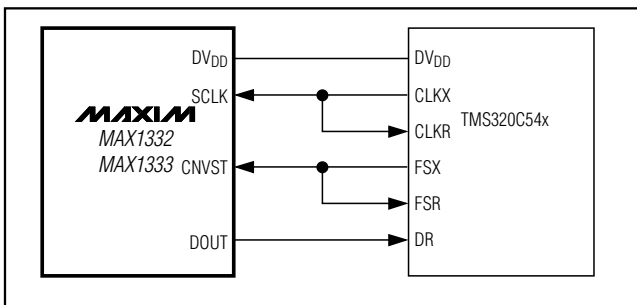 DVDD DVDD
SCLK CLKX
MAXIM CLKR TMS320C54x
MAX1332
MAX1333 CNVST FSX
FSR
DOUT DR